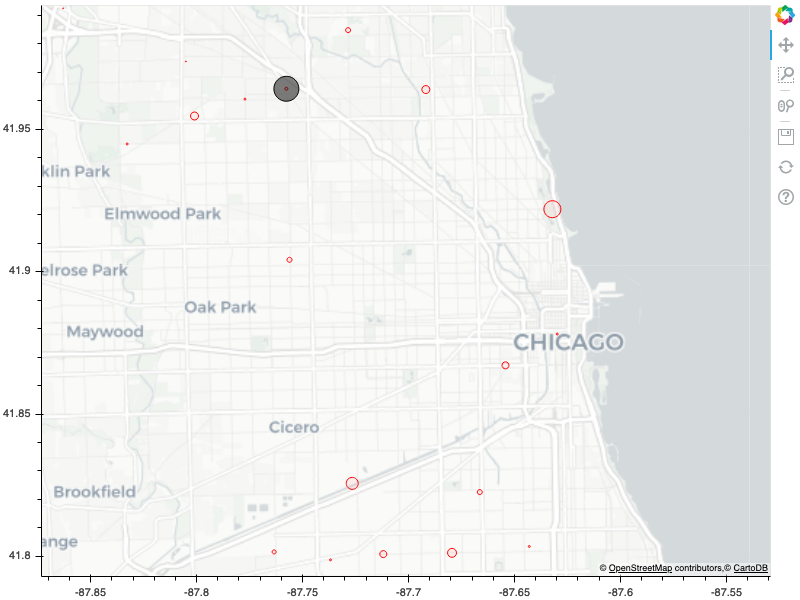 41.95
klin Park
Elmwood Park
41.9
elrose Park
Oak Park
Maywood
CHICAGO
41.85
Cicero
Brookfield
ange
41.8
© OpenStreetMap contributors,© CartoDB
-87.85
-87.8
-87.75
-87.7
-87.65
-87.6
-87.55